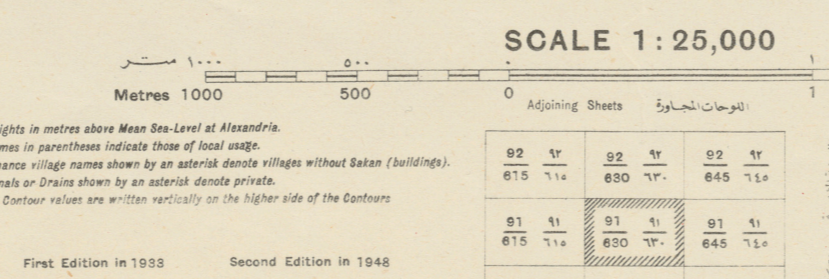 SCALE 1:25,000
متر ١٠٠٠ ٥٠٠ ٠ ١
Metres 1000 500 0 1
Adjoining Sheets اللوحات المجاورة
ights in metres above Mean Sea-Level at Alexandria.
mes in parentheses indicate those of local usage.
nance village names shown by an asterisk denote villages without Sakan (buildings).
nals or Drains shown by an asterisk denote private.
Contour values are written vertically on the higher side of the Contours
92 ٩٢ 92 ٩٢ 92 ٩٢
615 ٦١٥ 630 ٦٣٠ 645 ٦٤٥
91 ٩١ 91 ٩١ 91 ٩١
615 ٦١٥ 630 ٦٣٠ 645 ٦٤٥
First Edition in 1933 Second Edition in 1948